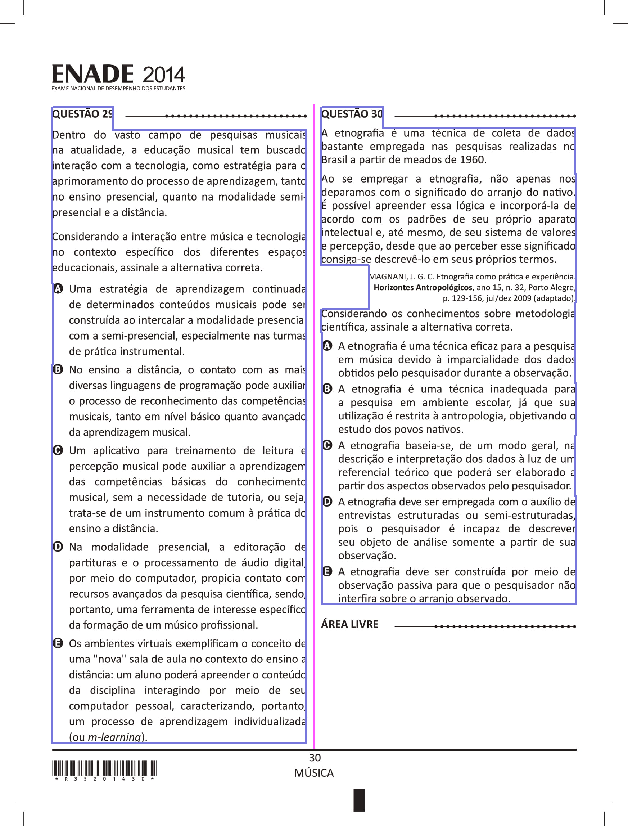 ENADE 2014
EXAME NACIONAL DE DESEMPENHO DOS ESTUDANTES
QUESTÃO 29
Dentro do vasto campo de pesquisas musicais
na atualidade, a educação musical tem buscado
interação com a tecnologia, como estratégia para o
aprimoramento do processo de aprendizagem, tanto
no ensino presencial, quanto na modalidade semi-
presencial e a distância.
Considerando a interação entre música e tecnologia
no contexto específico dos diferentes espaços
educacionais, assinale a alternativa correta.
A Uma estratégia de aprendizagem continuada
de determinados conteúdos musicais pode ser
construída ao intercalar a modalidade presencial
com a semi-presencial, especialmente nas turmas
de prática instrumental.
B No ensino a distância, o contato com as mais
diversas linguagens de programação pode auxiliar
o processo de reconhecimento das competências
musicais, tanto em nível básico quanto avançado
da aprendizagem musical.
C Um aplicativo para treinamento de leitura e
percepção musical pode auxiliar a aprendizagem
das competências básicas do conhecimento
musical, sem a necessidade de tutoria, ou seja,
trata-se de um instrumento comum à prática do
ensino a distância.
D Na modalidade presencial, a editoração de
partituras e o processamento de áudio digital,
por meio do computador, propicia contato com
recursos avançados da pesquisa científica, sendo,
portanto, uma ferramenta de interesse específico
da formação de um músico profissional.
E Os ambientes virtuais exemplificam o conceito de
uma "nova" sala de aula no contexto do ensino a
distância: um aluno poderá apreender o conteúdo
da disciplina interagindo por meio de seu
computador pessoal, caracterizando, portanto,
um processo de aprendizagem individualizada
(ou m-learning).
QUESTÃO 30
A etnografia é uma técnica de coleta de dados
bastante empregada nas pesquisas realizadas no
Brasil a partir de meados de 1960.
Ao se empregar a etnografia, não apenas nos
deparamos com o significado do arranjo do nativo.
É possível apreender essa lógica e incorporá-la de
acordo com os padrões de seu próprio aparato
intelectual e, até mesmo, de seu sistema de valores
e percepção, desde que ao perceber esse significado
consiga-se descrevê-lo em seus próprios termos.
MAGNANI, J. G. C. Etnografia como prática e experiência.
Horizontes Antropológicos, ano 15, n. 32, Porto Alegre,
p. 129-156, jul/dez 2009 (adaptado).
Considerando os conhecimentos sobre metodologia
científica, assinale a alternativa correta.
A A etnografia é uma técnica eficaz para a pesquisa
em música devido à imparcialidade dos dados
obtidos pelo pesquisador durante a observação.
B A etnografia é uma técnica inadequada para
a pesquisa em ambiente escolar, já que sua
utilização é restrita à antropologia, objetivando o
estudo dos povos nativos.
C A etnografia baseia-se, de um modo geral, na
descrição e interpretação dos dados à luz de um
referencial teórico que poderá ser elaborado a
partir dos aspectos observados pelo pesquisador.
D A etnografia deve ser empregada com o auxílio de
entrevistas estruturadas ou semi-estruturadas,
pois o pesquisador é incapaz de descrever
seu objeto de análise somente a partir de sua
observação.
E A etnografia deve ser construída por meio de
observação passiva para que o pesquisador não
interfira sobre o arranjo observado.
ÁREA LIVRE
30
MÚSICA